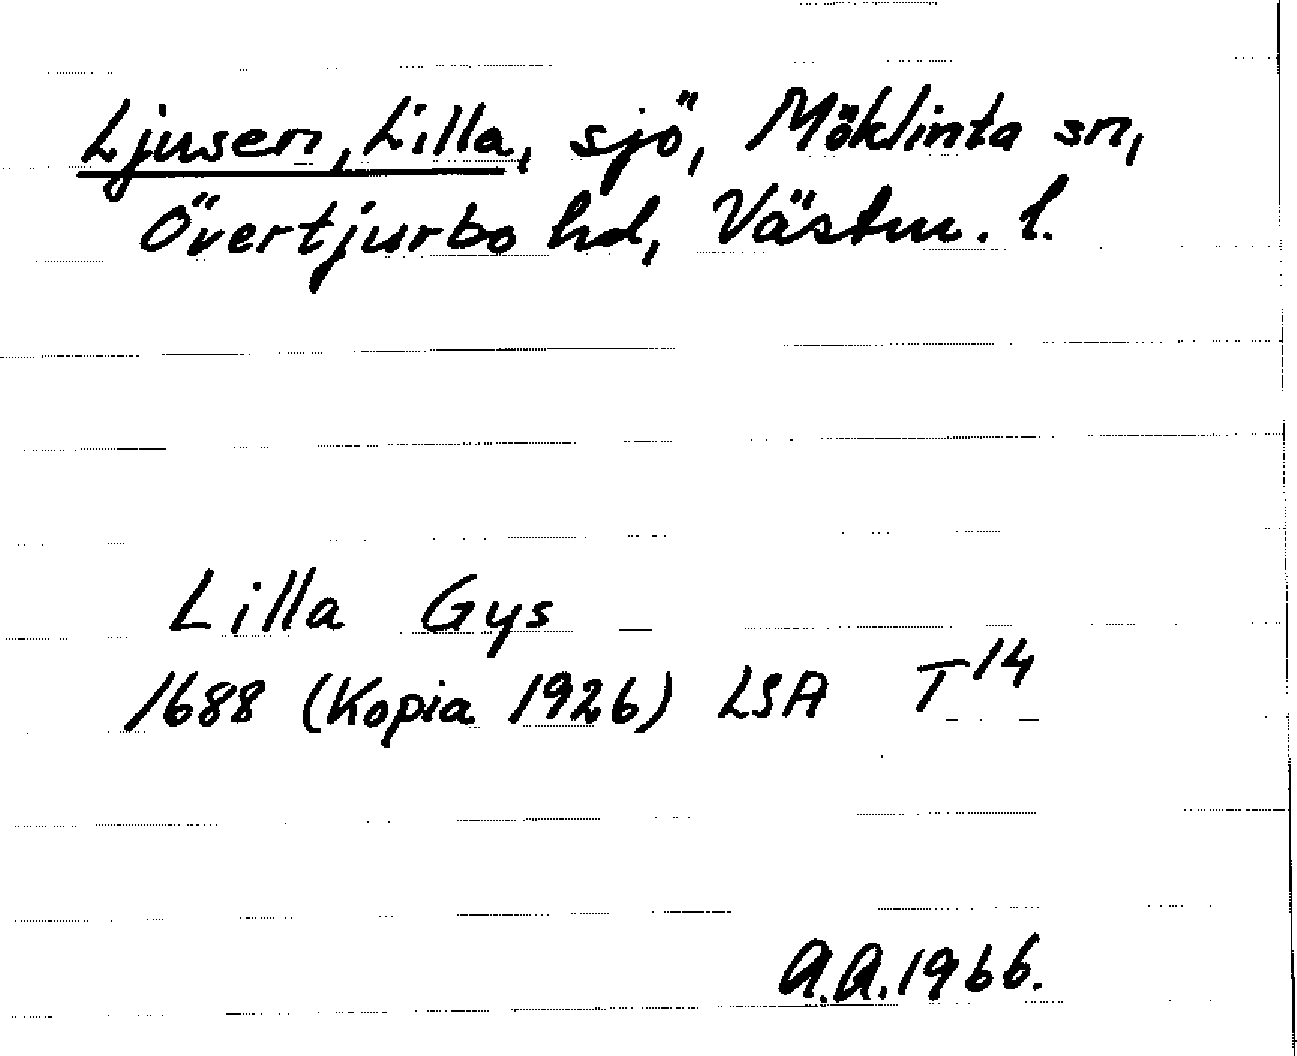 Ljusen, Lilla, sjö, Möklinta sn,
Övertjurbo hd, Västm. l.
Lilla Gys
1688 (Kopia 1926) LSA T14
A.A. 1966.